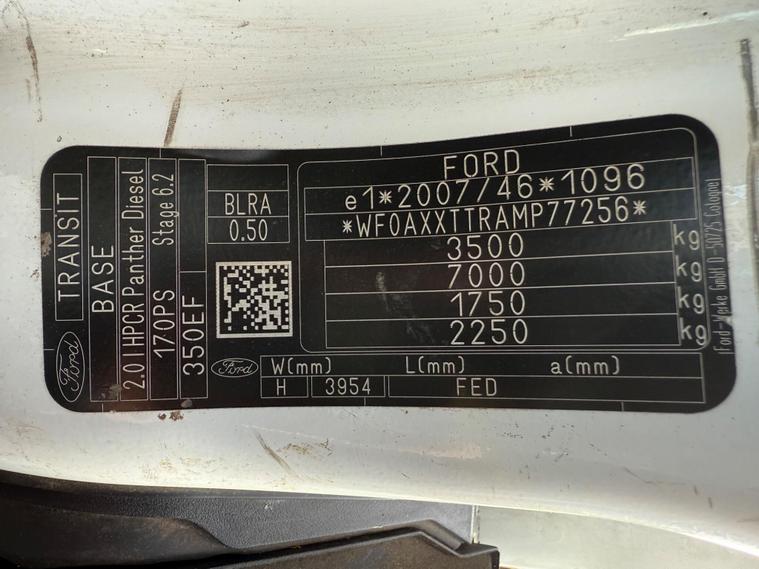 TRANSIT
Ford
BASE
2.0 l HPCR Panther Diesel
170PS Stage 6.2
350EF
BLRA
0.50
Ford
FORD
e1*2007/46*1096
*WF0AXXTTRAMP77256*
3500 kg
7000 kg
1750 kg
2250 kg
W(mm) L(mm) a(mm)
H 3954 FED
Ford-Werke GmbH D-50725 Cologne